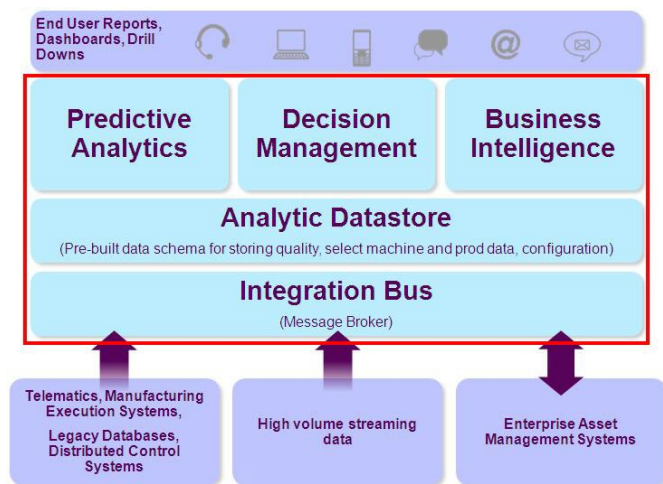 End User Reports,
Dashboards, Drill
Downs
@
Predictive
Analytics
Decision
Management
Business
Intelligence
Analytic Datastore
(Pre-built data schema for storing quality, select machine and prod data, configuration)
Integration Bus
(Message Broker)
Telematics, Manufacturing
Execution Systems,
Legacy Databases,
Distributed Control
Systems
High volume streaming
data
Enterprise Asset
Management Systems